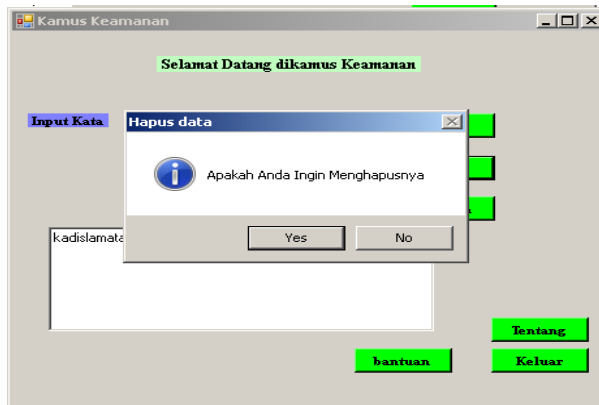 Kamus Keamanan
Selamat Datang dikamus Keamanan
Input Kata
Hapus data
Apakah Anda Ingin Menghapusnya
Yes
No
kadislamata
Tentang
bantuan
Keluar